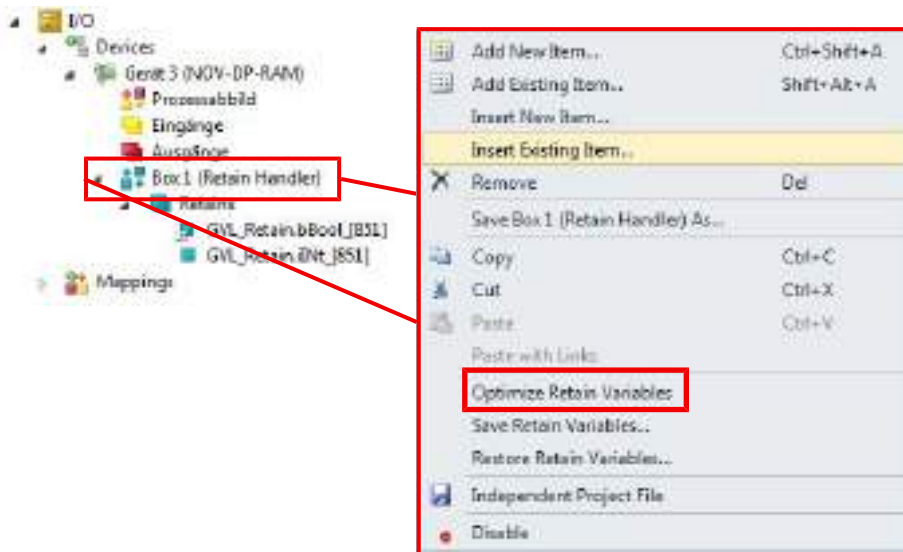 I/O
Devices
Gerät 3 (NOV-DP-RAM)
Prozessabbild
Eingänge
Ausgänge
Box 1 (Retain Handler)
Retains
GVL_Retain.bBool_[851]
GVL_Retain.iINt_[851]
Mappings
Add New Item... Ctrl+Shift+A
Add Existing Item... Shift+Alt+A
Insert New Item...
Insert Existing Item...
Remove Del
Save Box 1 (Retain Handler) As...
Copy Ctrl+C
Cut Ctrl+X
Paste Ctrl+V
Paste with Links
Optimize Retain Variables
Save Retain Variables...
Restore Retain Variables...
Independent Project File
Disable